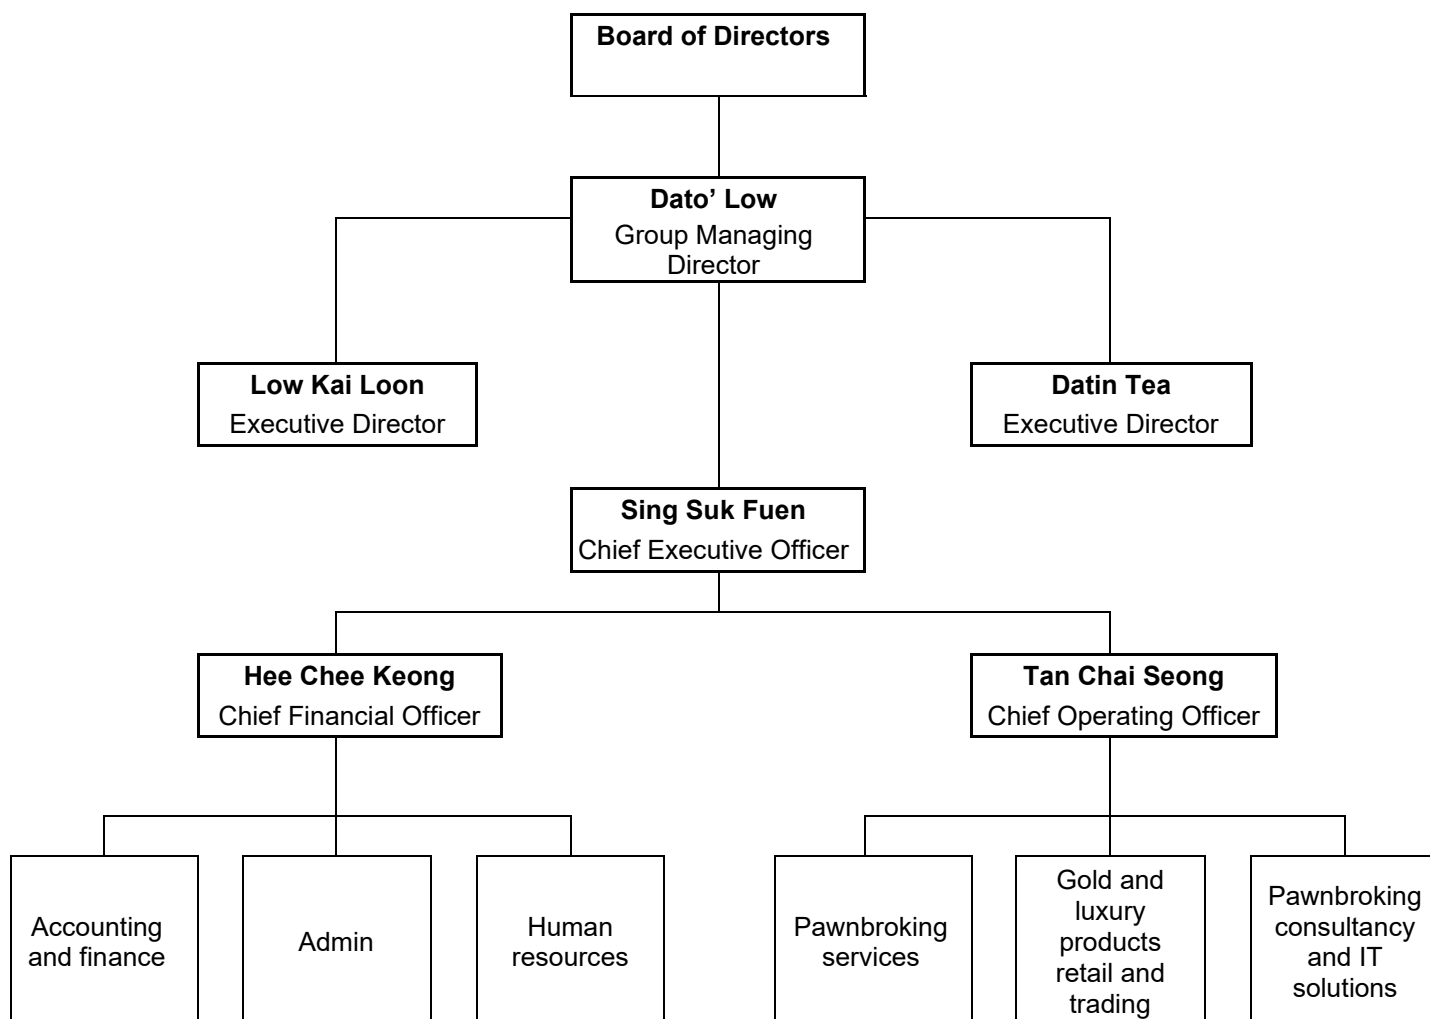 Board of Directors
Dato’ Low
Group Managing
Director
Low Kai Loon
Executive Director
Datin Tea
Executive Director
Sing Suk Fuen
Chief Executive Officer
Hee Chee Keong
Chief Financial Officer
Tan Chai Seong
Chief Operating Officer
Accounting
and finance
Admin
Human
resources
Pawnbroking
services
Gold and
luxury
products
retail and
trading
Pawnbroking
consultancy
and IT
solutions